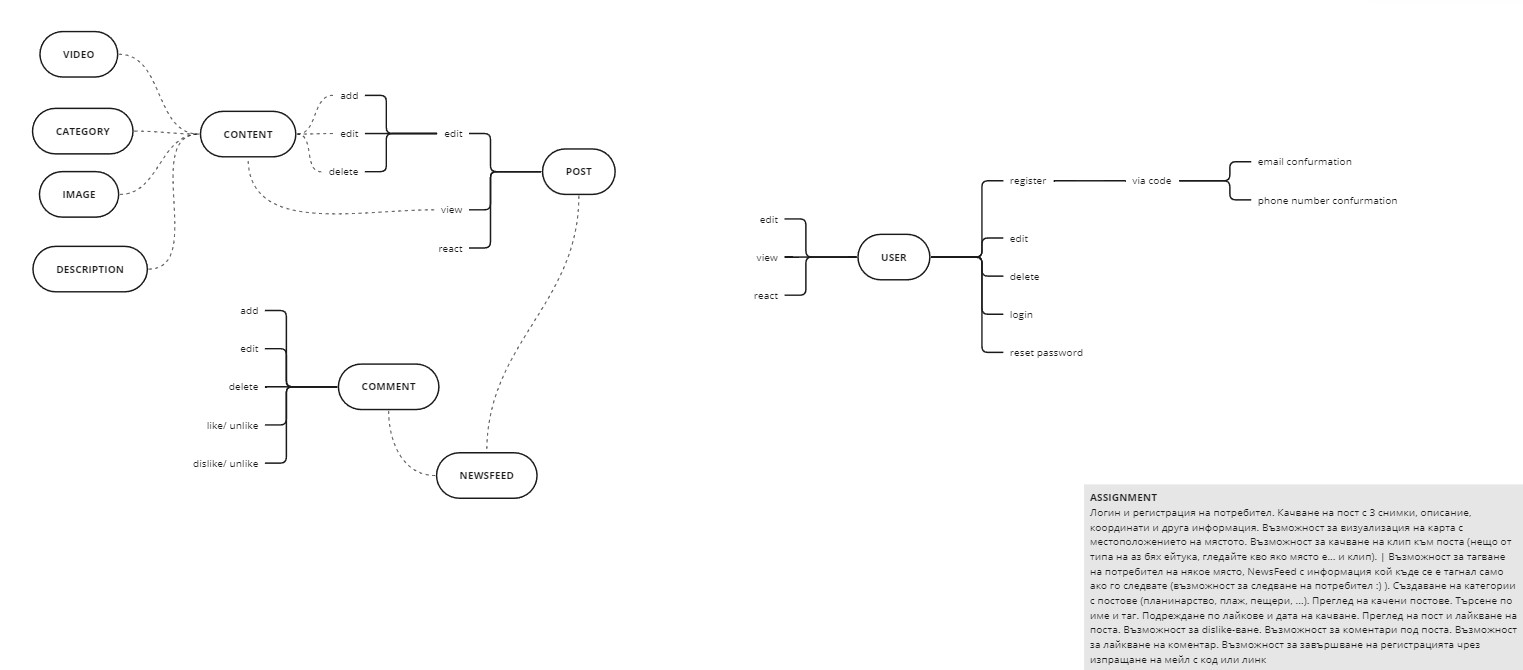 VIDEO
CATEGORY
IMAGE
DESCRIPTION
CONTENT
add
edit
delete
edit
view
react
POST
add
edit
delete
like/ unlike
dislike/ unlike
COMMENT
NEWSFEED
edit
view
react
USER
register
via code
email confurmation
phone number confurmation
edit
delete
login
reset password
ASSIGNMENT
Логин и регистрация на потребител. Качване на пост с 3 снимки, описание,
координати и друга информация. Възможност за визуализация на карта с
местоположението на мястото. Възможност за качване на клип към поста (нещо от
типа на аз бях ейтука, гледайте кво яко място е... и клип). | Възможност за тагване
на потребител на някое място, NewsFeed с информация кой къде се е тагнал само
ако го следвате (възможност за следване на потребител :) ). Създаване на категории
с постове (планинарство, плаж, пещери, ...). Преглед на качени постове. Търсене по
име и таг. Подреждане по лайкове и дата на качване. Преглед на пост и лайкване на
поста. Възможност за dislike-ване. Възможност за коментари под поста. Възможност
за лайкване на коментар. Възможност за завършване на регистрацията чрез
изпращане на мейл с код или линк